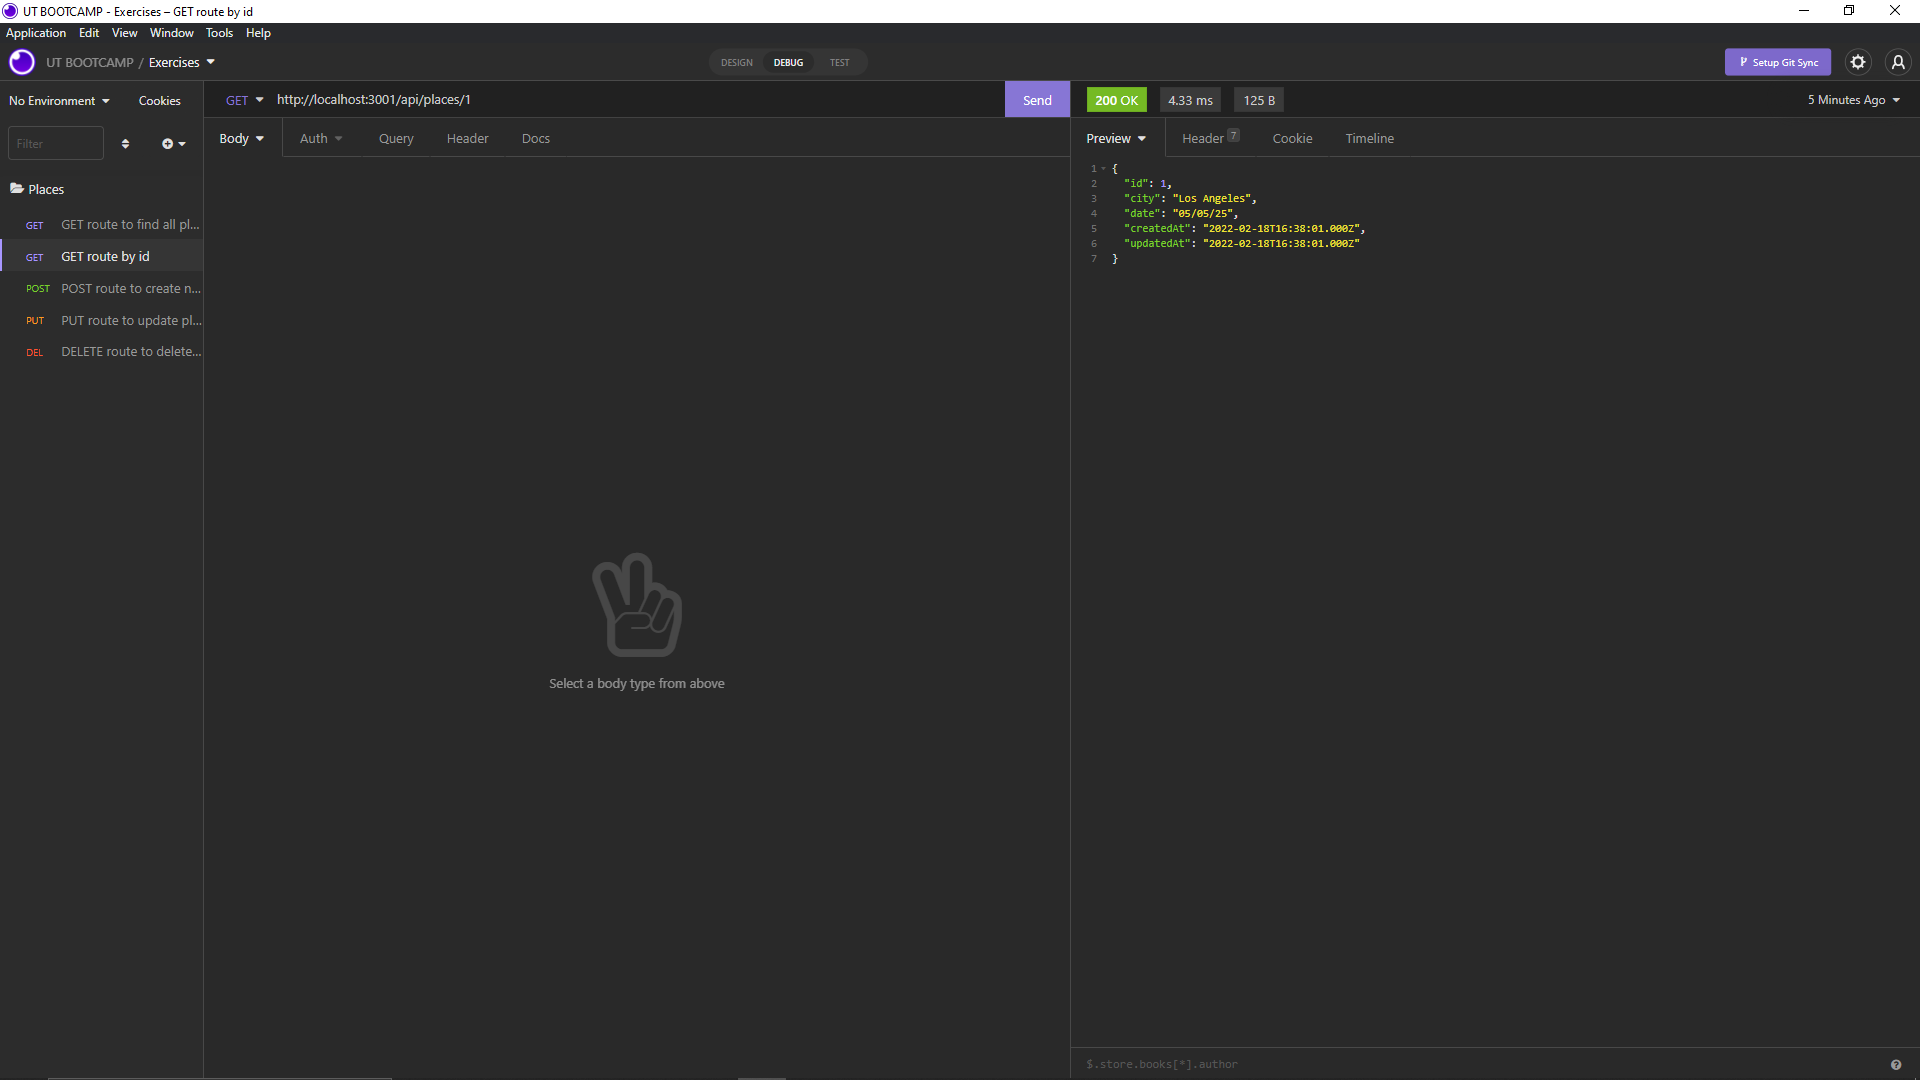 UT BOOTCAMP - Exercises – GET route by id
Application Edit View Window Tools Help
UT BOOTCAMP / Exercises
DESIGN DEBUG TEST
Setup Git Sync
No Environment Cookies
GET http://localhost:3001/api/places/1 Send
200 OK 4.33 ms 125 B 5 Minutes Ago
Filter
Body Auth Query Header Docs
Preview Header 7 Cookie Timeline
Places
GET GET route to find all pl...
GET GET route by id
POST POST route to create n...
PUT PUT route to update pl...
DEL DELETE route to delete...
1 {
2 "id": 1,
3 "city": "Los Angeles",
4 "date": "05/05/25",
5 "createdAt": "2022-02-18T16:38:01.000Z",
6 "updatedAt": "2022-02-18T16:38:01.000Z"
7 }
Select a body type from above
$.store.books[*].author